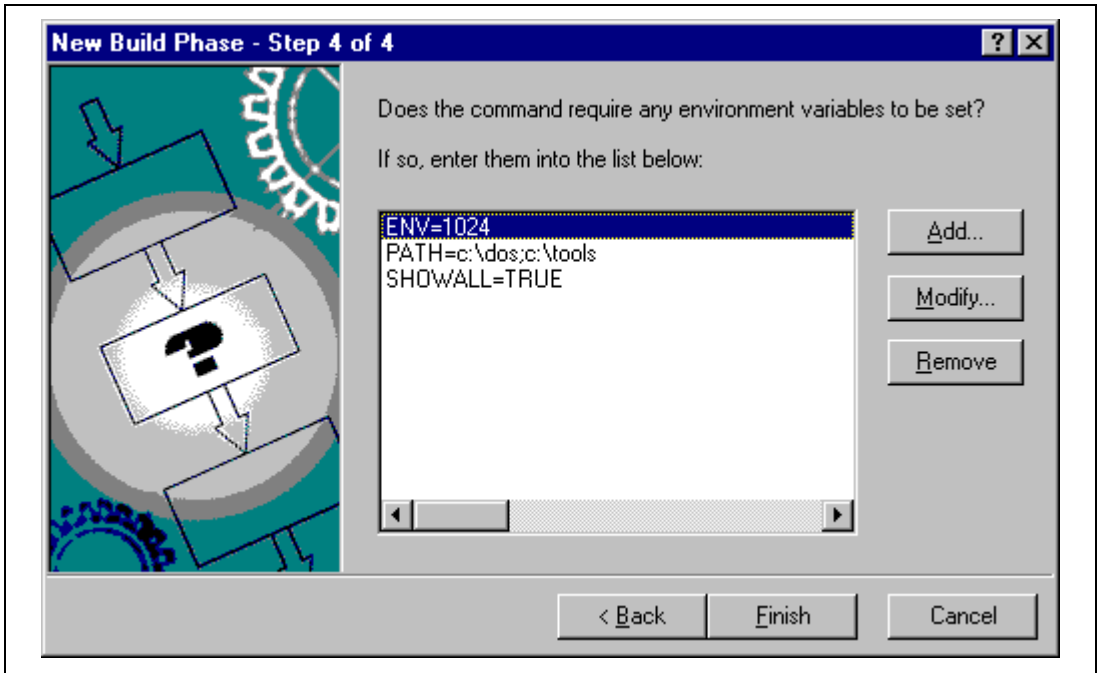 New Build Phase - Step 4 of 4
Does the command require any environment variables to be set?
If so, enter them into the list below:
ENV=1024
PATH=c:\dos;c:\tools
SHOWALL=TRUE
Add...
Modify...
Remove
?
< Back
Finish
Cancel